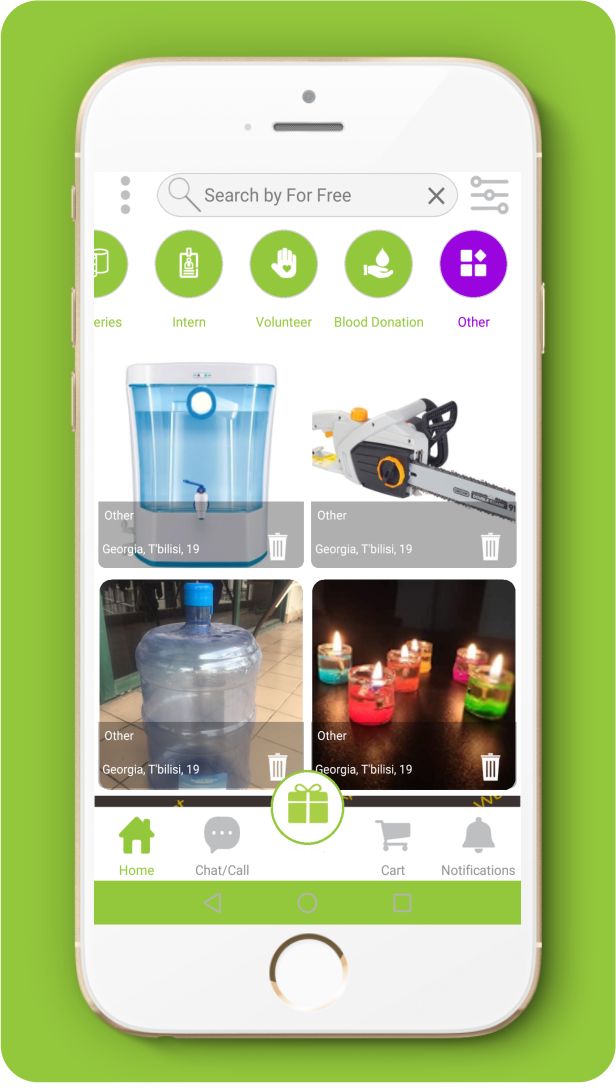 Search by For Free
eries
Intern
Volunteer
Blood Donation
Other
Other
Georgia, T'bilisi, 19
Other
Georgia, T'bilisi, 19
Other
Georgia, T'bilisi, 19
Other
Georgia, T'bilisi, 19
Home
Chat/Call
Cart
Notifications